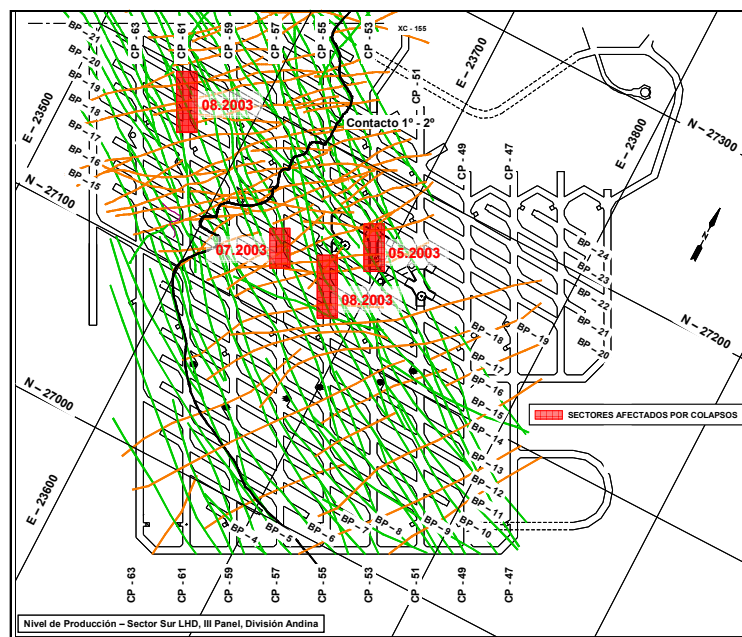 XC - 155
CP - 63
CP - 61
CP - 59
CP - 57
CP - 55
CP - 53
CP - 51
CP - 49
CP - 47
BP - 21
BP - 20
BP - 19
BP - 18
BP - 17
BP - 16
BP - 15
E - 23500
E - 23700
E - 23800
N - 27300
N - 27100
08.2003
Contacto 1º - 2º
07.2003
05.2003
08.2003
BP - 24
BP - 23
BP - 22
BP - 21
BP - 20
BP - 19
BP - 18
BP - 17
BP - 16
BP - 15
BP - 14
BP - 13
BP - 12
BP - 11
BP - 10
BP - 9
BP - 8
BP - 7
BP - 6
BP - 5
BP - 4
N - 27200
N - 27000
E - 23600
SECTORES AFECTADOS POR COLAPSOS
CP - 63
CP - 61
CP - 59
CP - 57
CP - 55
CP - 53
CP - 51
CP - 49
CP - 47
Nivel de Producción – Sector Sur LHD, III Panel, División Andina